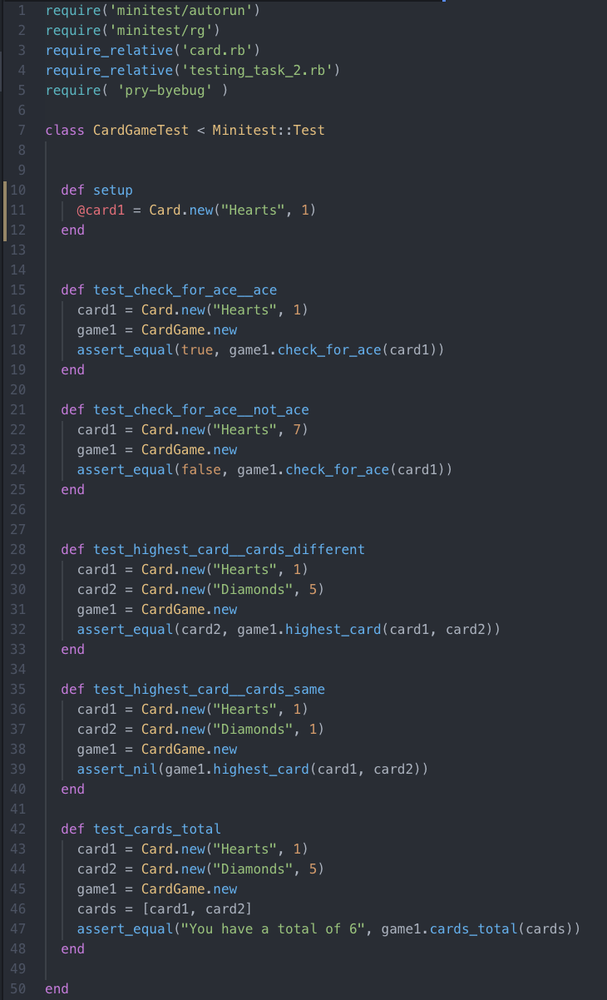 1 require('minitest/autorun')
2 require('minitest/rg')
3 require_relative('card.rb')
4 require_relative('testing_task_2.rb')
5 require( 'pry-byebug' )
6
7 class CardGameTest < Minitest::Test
8
9
10 def setup
11 @card1 = Card.new("Hearts", 1)
12 end
13
14
15 def test_check_for_ace__ace
16 card1 = Card.new("Hearts", 1)
17 game1 = CardGame.new
18 assert_equal(true, game1.check_for_ace(card1))
19 end
20
21 def test_check_for_ace__not_ace
22 card1 = Card.new("Hearts", 7)
23 game1 = CardGame.new
24 assert_equal(false, game1.check_for_ace(card1))
25 end
26
27
28 def test_highest_card__cards_different
29 card1 = Card.new("Hearts", 1)
30 card2 = Card.new("Diamonds", 5)
31 game1 = CardGame.new
32 assert_equal(card2, game1.highest_card(card1, card2))
33 end
34
35 def test_highest_card__cards_same
36 card1 = Card.new("Hearts", 1)
37 card2 = Card.new("Diamonds", 1)
38 game1 = CardGame.new
39 assert_nil(game1.highest_card(card1, card2))
40 end
41
42 def test_cards_total
43 card1 = Card.new("Hearts", 1)
44 card2 = Card.new("Diamonds", 5)
45 game1 = CardGame.new
46 cards = [card1, card2]
47 assert_equal("You have a total of 6", game1.cards_total(cards))
48 end
49
50 end